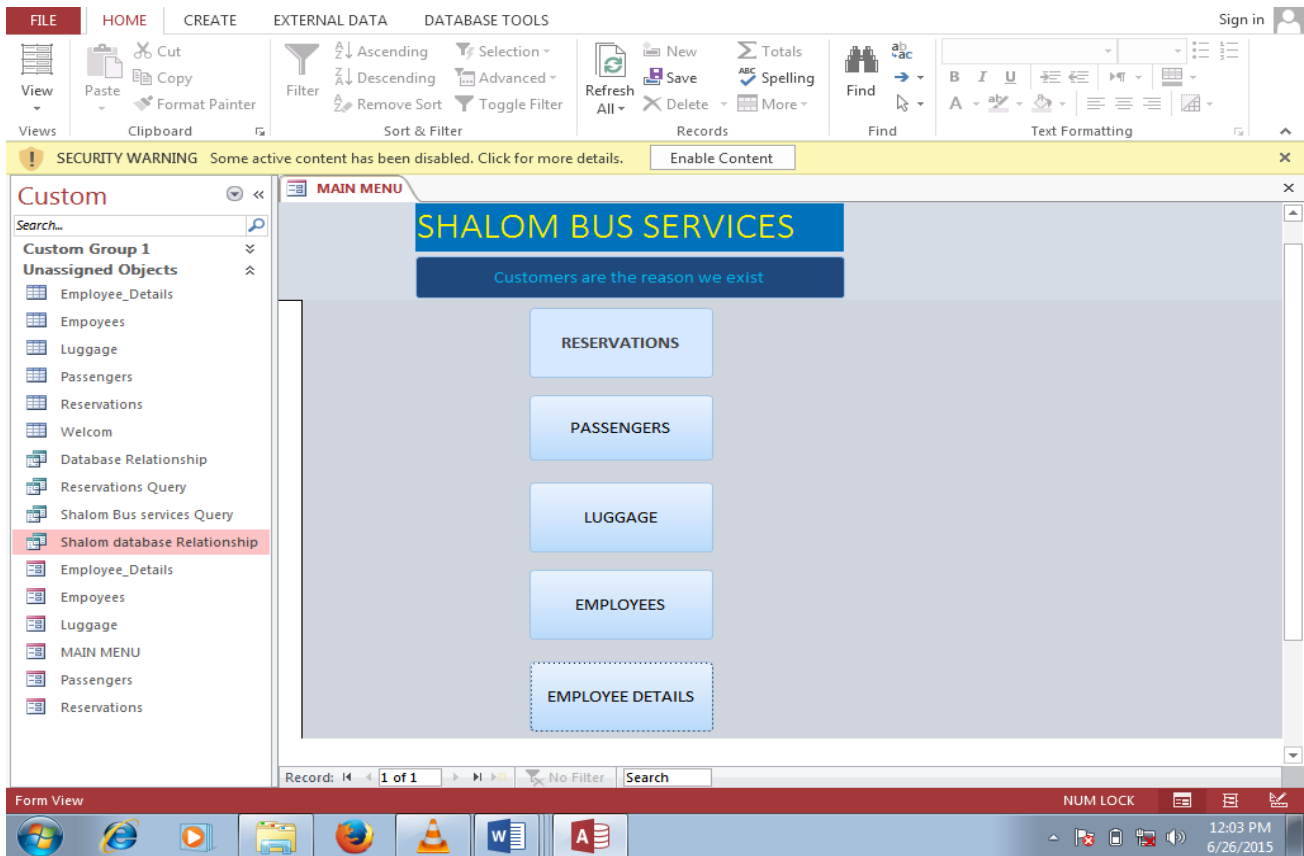 FILE HOME CREATE EXTERNAL DATA DATABASE TOOLS Sign in
View
Views
Paste
Cut
Copy
Format Painter
Clipboard
Filter
Ascending
Descending
Remove Sort
Selection
Advanced
Toggle Filter
Sort & Filter
Refresh
All
New
Save
Delete
Totals
Spelling
More
Records
Find
Find
Text Formatting
SECURITY WARNING Some active content has been disabled. Click for more details. Enable Content
Custom
Search...
Custom Group 1
Unassigned Objects
Employee_Details
Empoyees
Luggage
Passengers
Reservations
Welcom
Database Relationship
Reservations Query
Shalom Bus services Query
Shalom database Relationship
Employee_Details
Empoyees
Luggage
MAIN MENU
Passengers
Reservations
MAIN MENU
SHALOM BUS SERVICES
Customers are the reason we exist
RESERVATIONS
PASSENGERS
LUGGAGE
EMPLOYEES
EMPLOYEE DETAILS
Record: 1 of 1 No Filter Search
Form View NUM LOCK
12:03 PM
6/26/2015